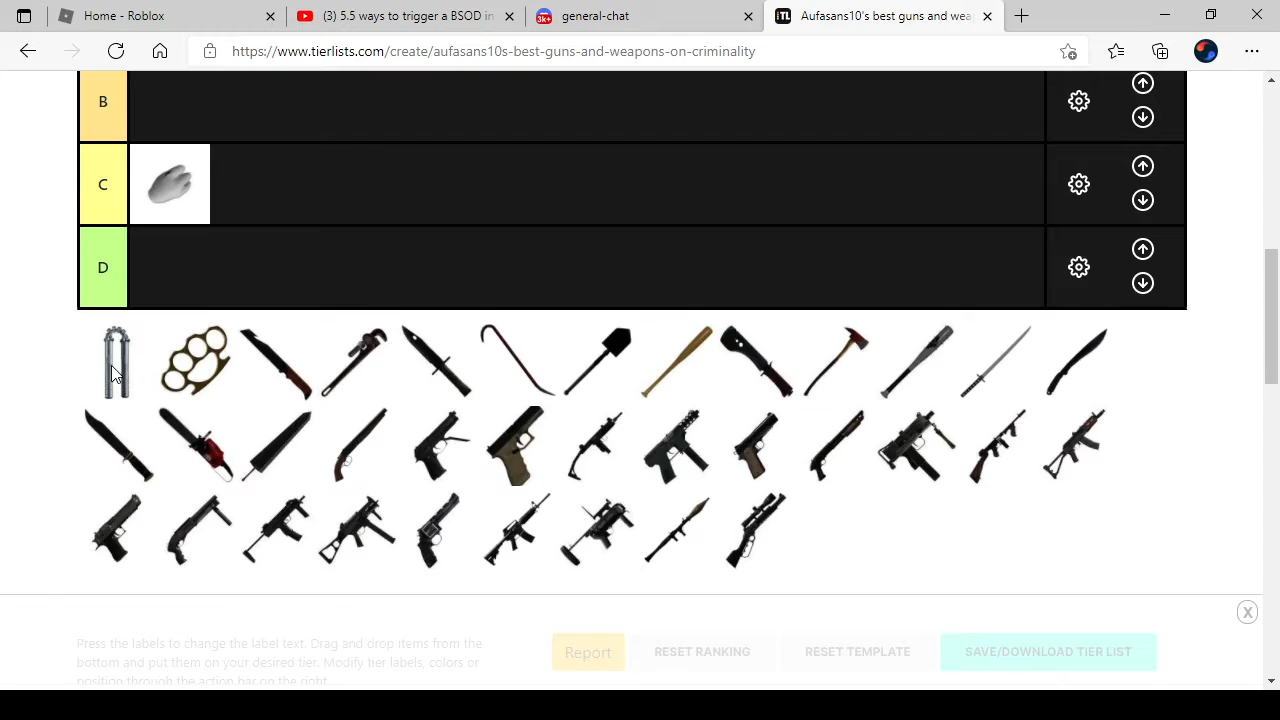 Home - Roblox
(3) 5.5 ways to trigger a BSOD in
3k+
general-chat
TL
Aufasans10's best guns and wea
https://www.tierlists.com/create/aufasans10s-best-guns-and-weapons-on-criminality
B
C
D
X
Press the labels to change the label text. Drag and drop items from the
bottom and put them on your desired tier. Modify tier labels, colors or
position through the action bar on the right.
Report
RESET RANKING
RESET TEMPLATE
SAVE/DOWNLOAD TIER LIST